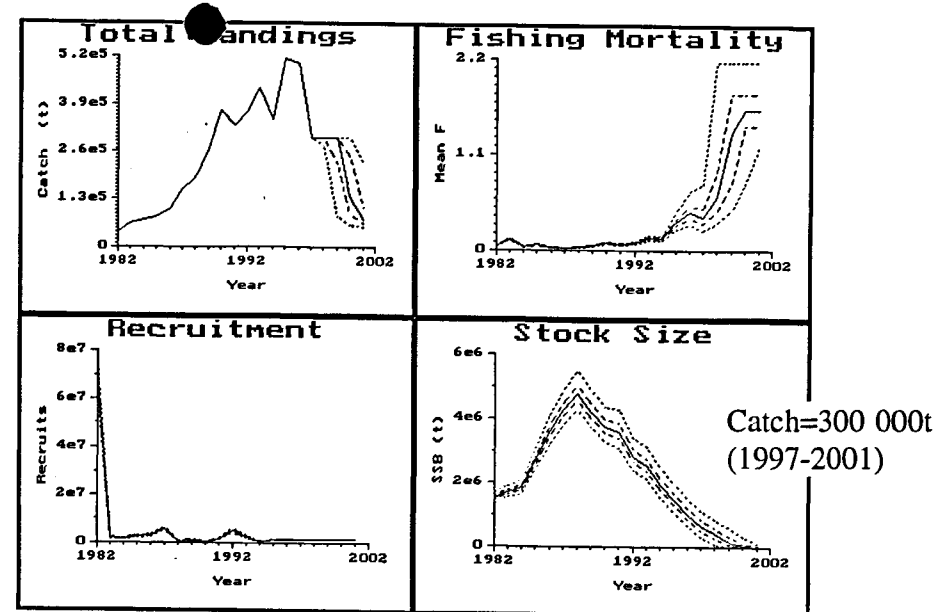 Total andings
5.2e5
3.9e5
2.6e5
1.3e5
0
Catch (t)
1982
1992
2002
Year
Fishing Mortality
2.2
1.1
0
Mean F
1982
1992
2002
Year
Recruitment
8e7
6e7
4e7
2e7
0
Recruits
1982
1992
2002
Year
Stock Size
6e6
4e6
2e6
0
SSB (t)
1982
1992
2002
Year
Catch=300 000t
(1997-2001)